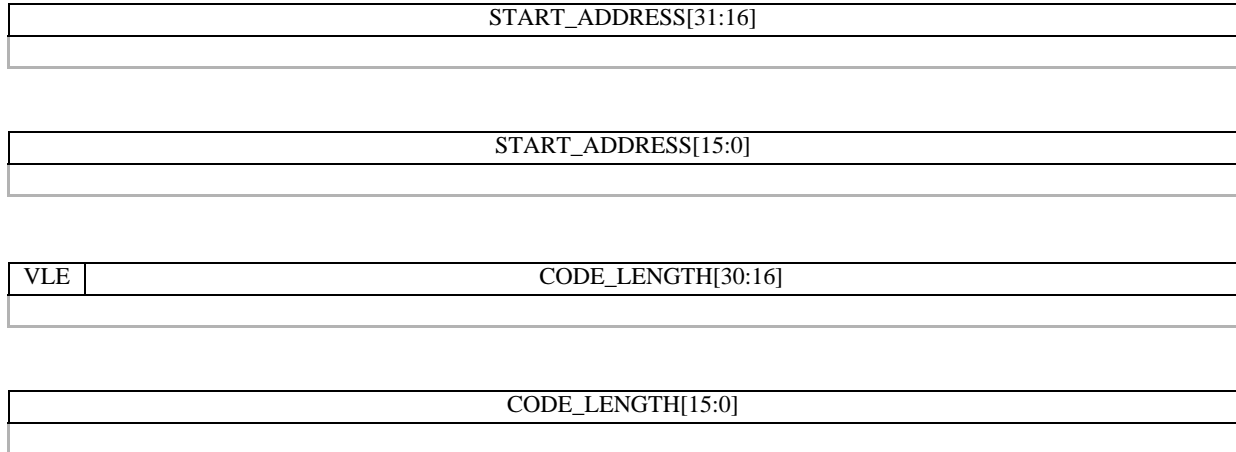 START_ADDRESS[31:16]
START_ADDRESS[15:0]
VLE CODE_LENGTH[30:16]
CODE_LENGTH[15:0]